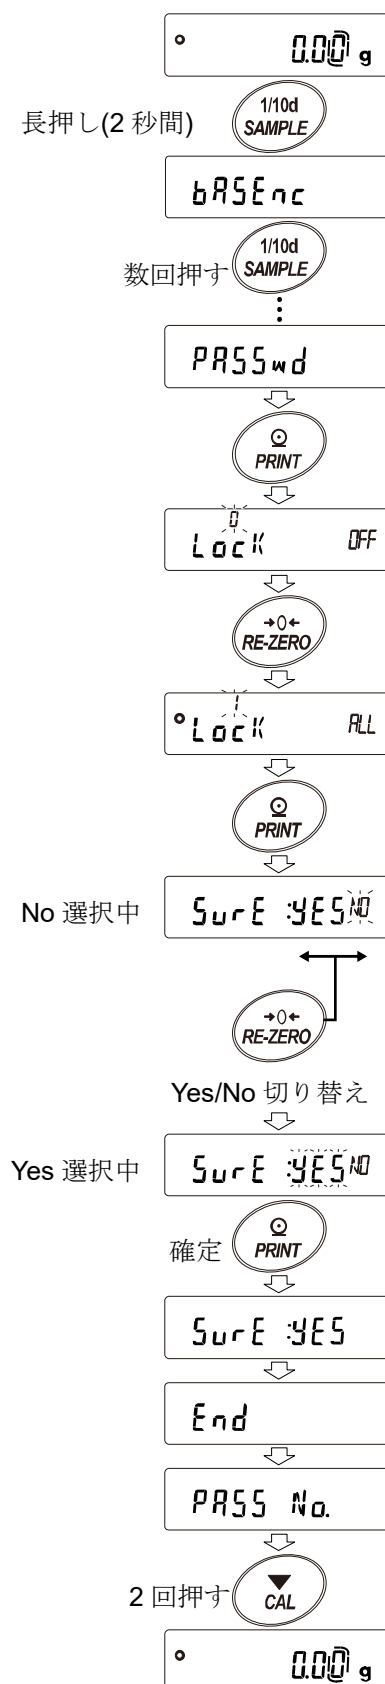 0.00 g
1/10d
SAMPLE
長押し(2 秒間)
bASEnc
1/10d
SAMPLE
数回押す
PASSwd
PRINT
0
LocK OFF
→0←
RE-ZERO
1
LocK ALL
PRINT
No 選択中
SurE :YES NO
→0←
RE-ZERO
Yes/No 切り替え
Yes 選択中
SurE :YES NO
確定
PRINT
SurE :YES
End
PASS No.
2 回押す
CAL
0.00 g